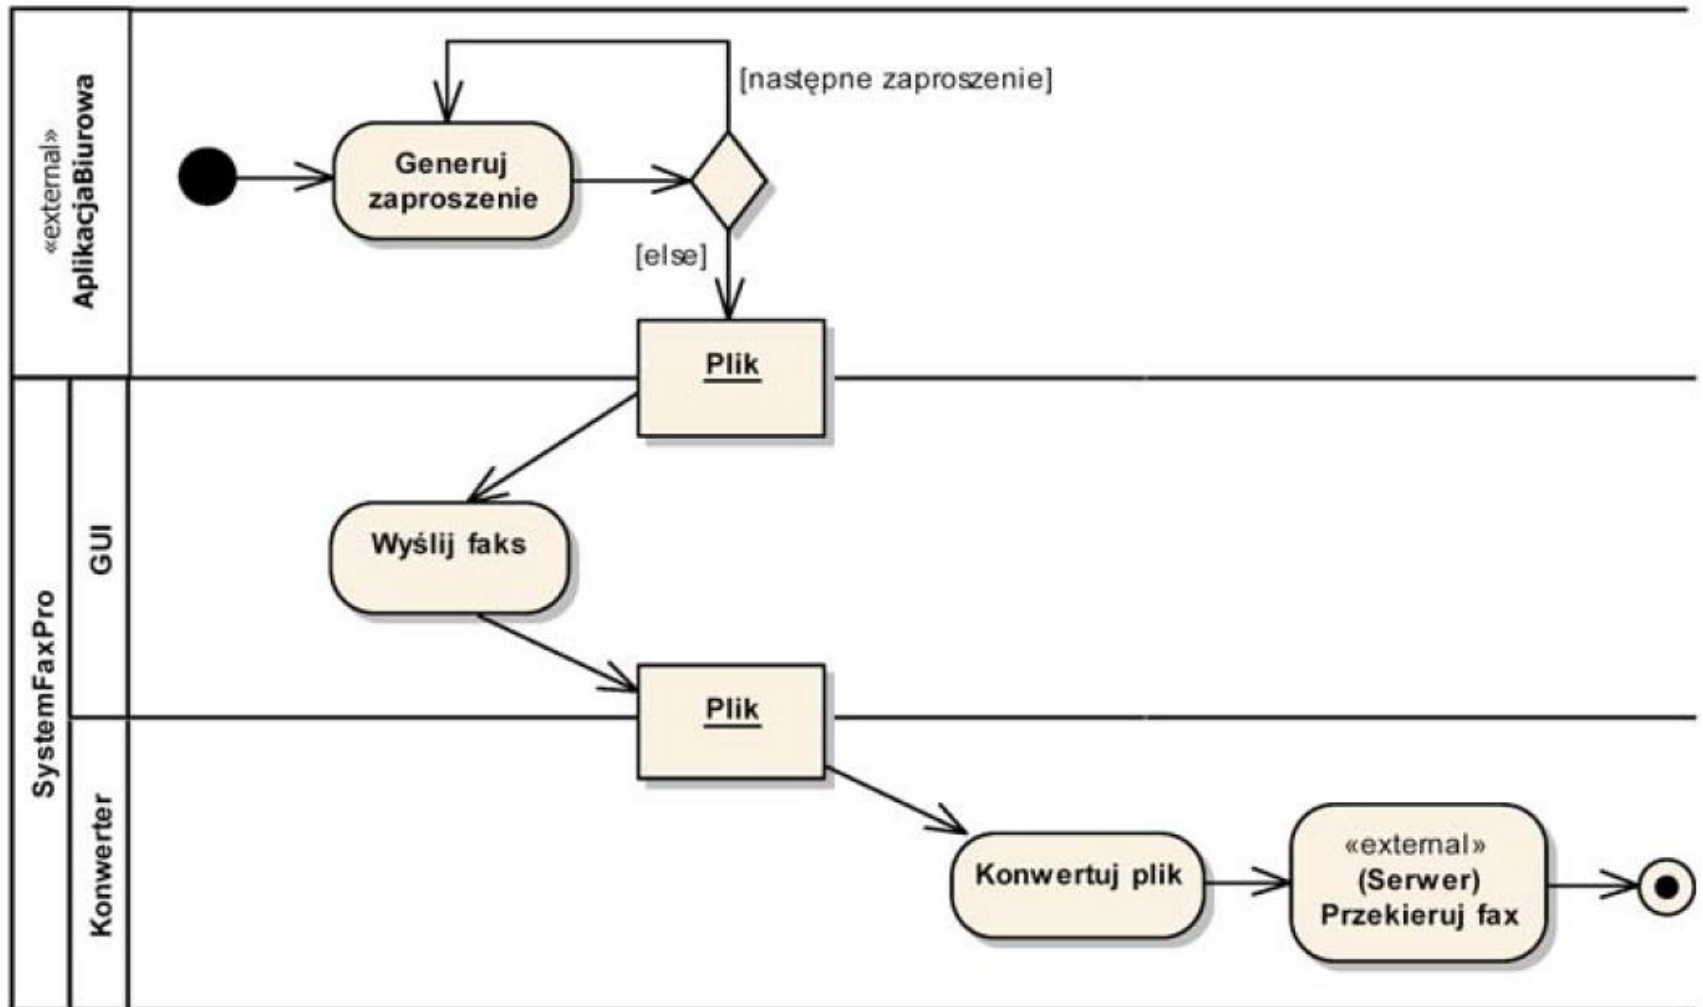 «external»
AplikacjaBiurowa
[następne zaproszenie]
Generuj
zaproszenie
[else]
Plik
SystemFaxPro
GUI
Wyślij faks
Plik
Konwerter
Konwertuj plik
«external»
(Serwer)
Przekieruj fax